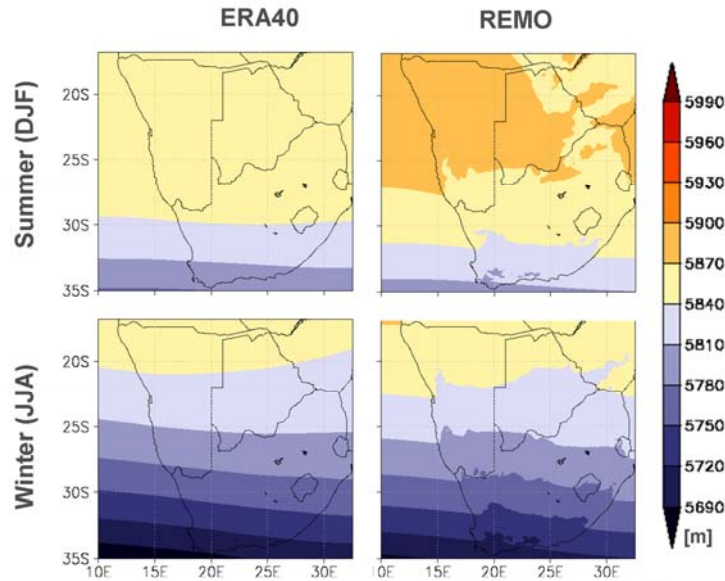 ERA40
REMO
Summer (DJF)
20S
25S
30S
35S
Winter (JJA)
20S
25S
30S
35S
10E
15E
20E
25E
30E
10E
15E
20E
25E
30E
5990
5960
5930
5900
5870
5840
5810
5780
5750
5720
5690
[m]